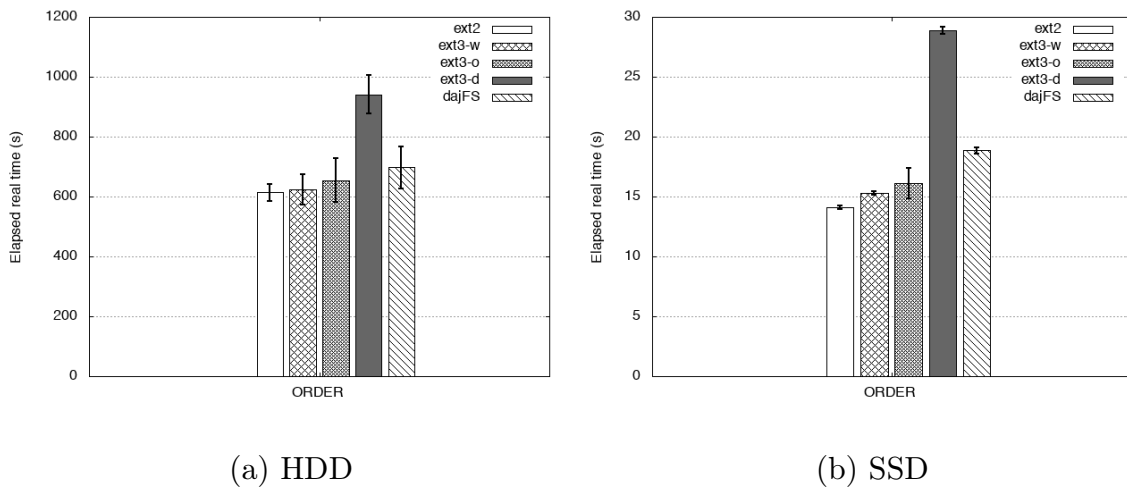 1200
1000
800
600
400
200
0
Elapsed real time (s)
ext2
ext3-w
ext3-o
ext3-d
dajFS
ORDER
(a) HDD
30
25
20
15
10
5
0
Elapsed real time (s)
ext2
ext3-w
ext3-o
ext3-d
dajFS
ORDER
(b) SSD